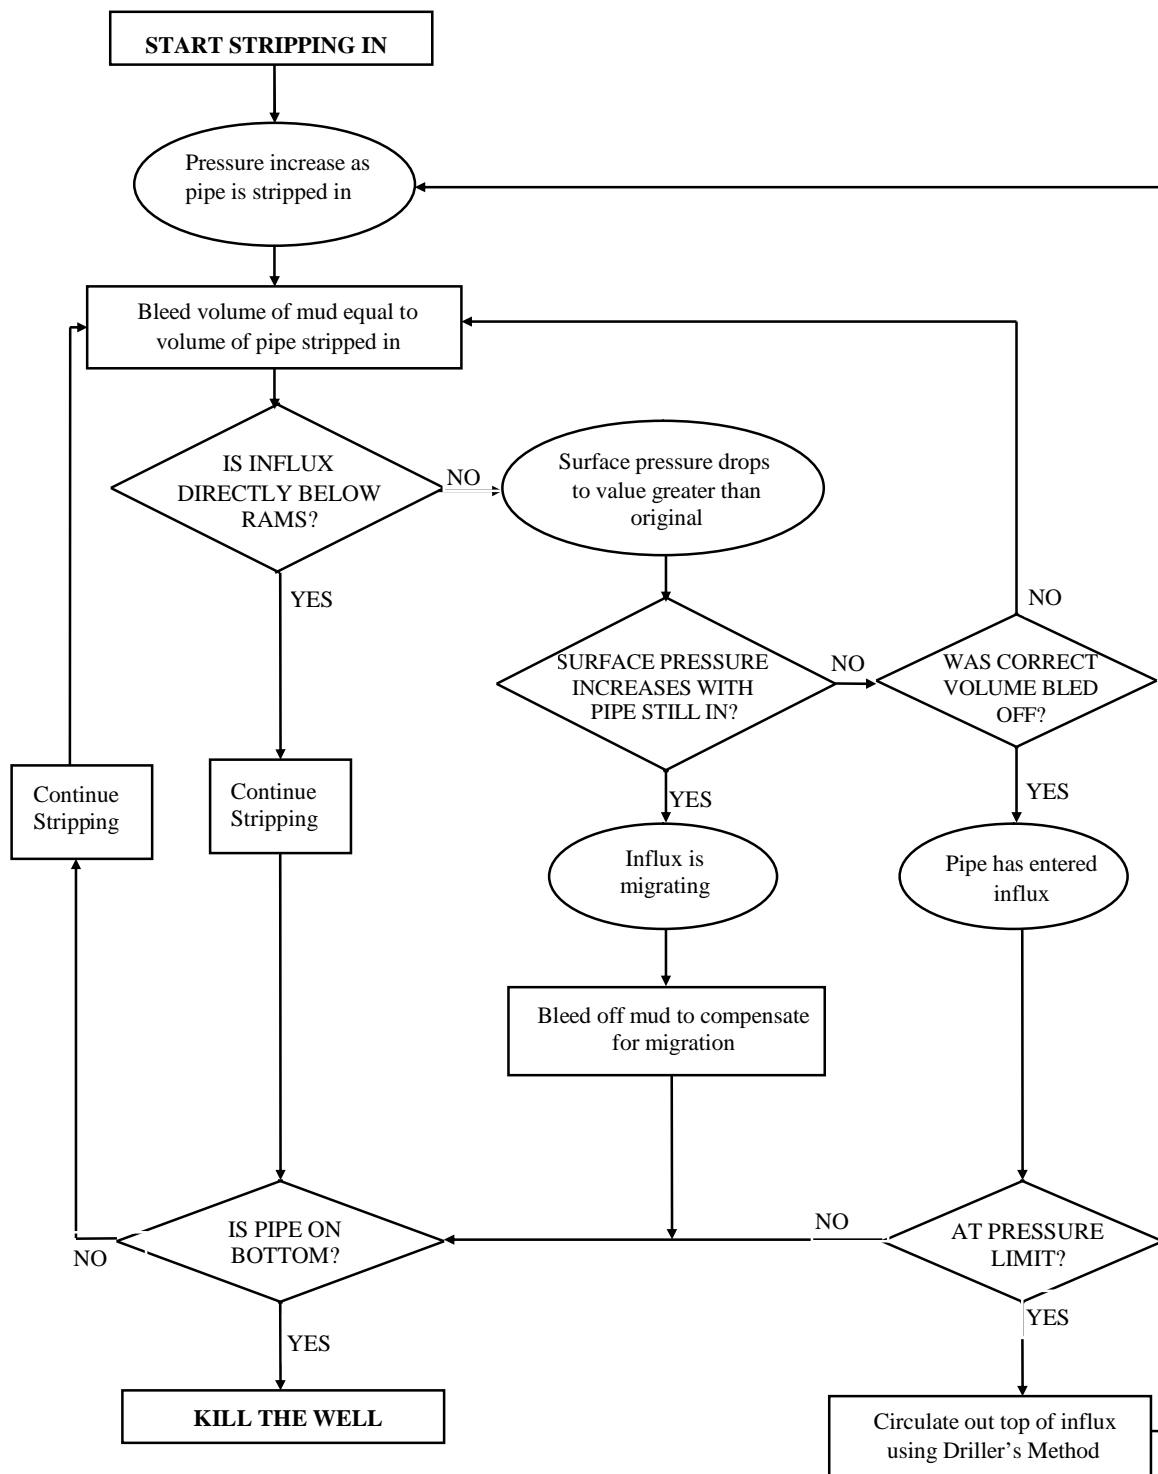 START STRIPPING IN
Pressure increase as
pipe is stripped in
Bleed volume of mud equal to
volume of pipe stripped in
IS INFLUX
DIRECTLY BELOW
RAMS?
NO
Surface pressure drops
to value greater than
original
YES
NO
SURFACE PRESSURE
INCREASES WITH
PIPE STILL IN?
NO
WAS CORRECT
VOLUME BLED
OFF?
Continue
Stripping
Continue
Stripping
YES
YES
Influx is
migrating
Pipe has entered
influx
Bleed off mud to compensate
for migration
IS PIPE ON
BOTTOM?
NO
NO
AT PRESSURE
LIMIT?
YES
YES
KILL THE WELL
Circulate out top of influx
using Driller’s Method